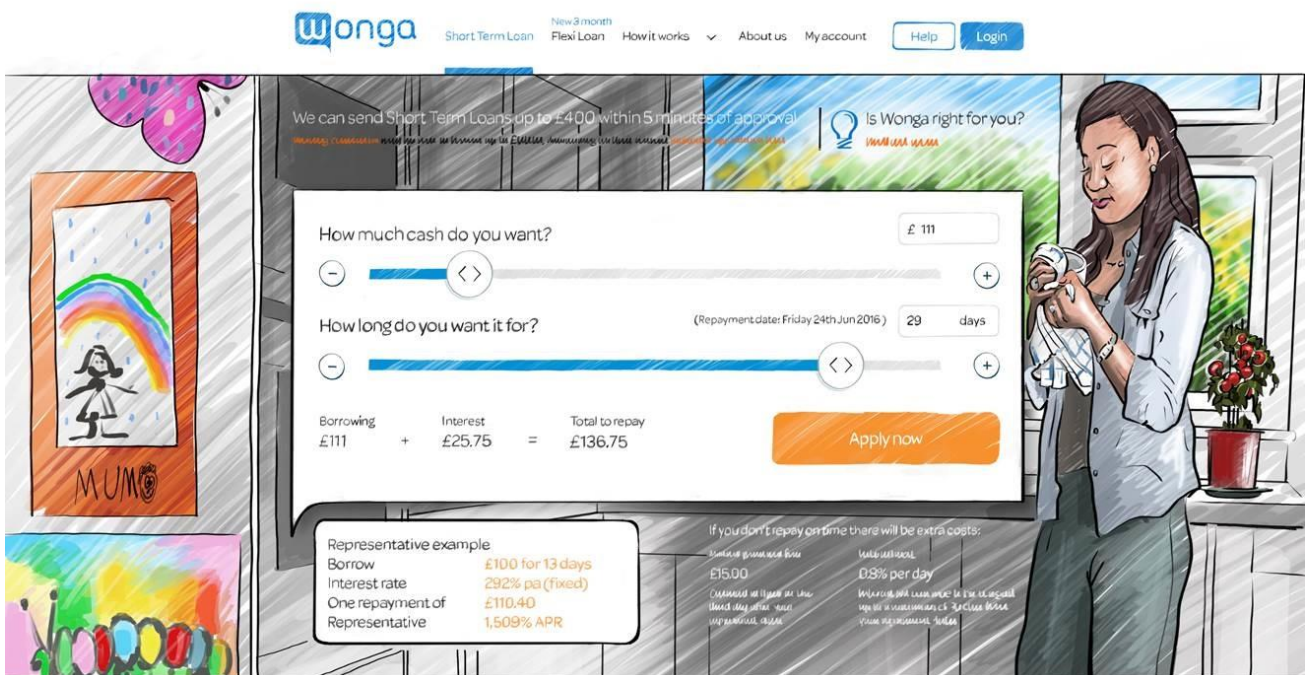 wonga
Short Term Loan
New 3 month
Flexi Loan
How it works
About us
My account
Help
Login
We can send Short Term Loans up to £400 within 5 minutes of approval
Is Wonga right for you?
How much cash do you want?
£ 111
How long do you want it for?
(Repayment date: Friday 24th Jun 2016)
29 days
Borrowing Interest Total to repay
£111 + £25.75 = £136.75
Apply now
MUM
Representative example
Borrow £100 for 13 days
Interest rate 292% pa (fixed)
One repayment of £110.40
Representative 1,509% APR
If you don't repay on time there will be extra costs:
£15.00
0.8% per day